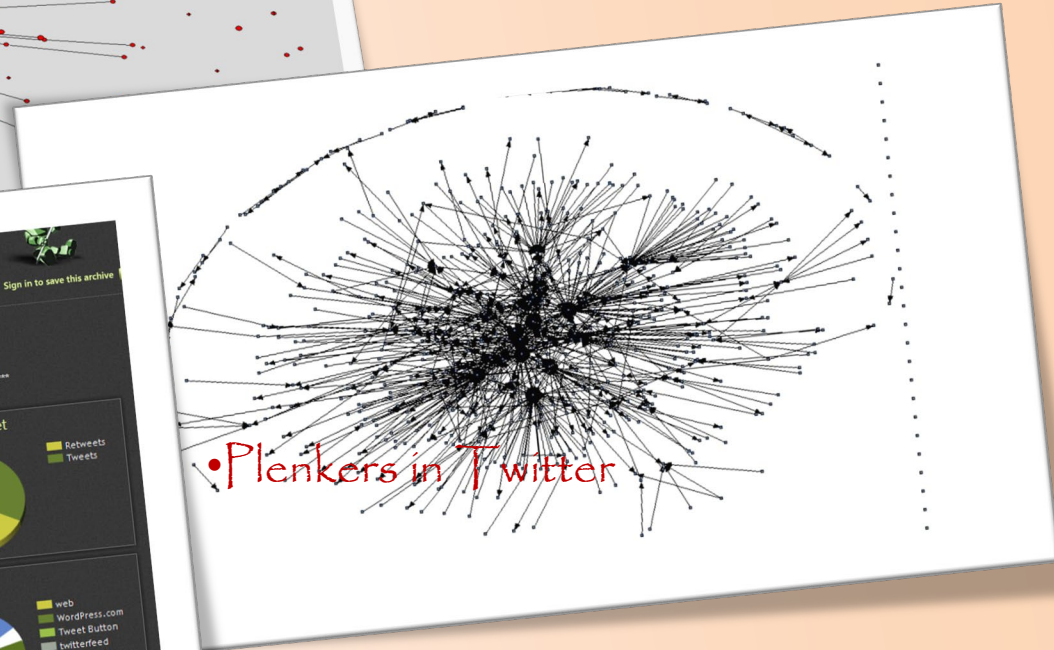 Sign in to save this archive
Retweets
Tweets
•Plenkers in Twitter
web
WordPress.com
Tweet Button
twitterfeed